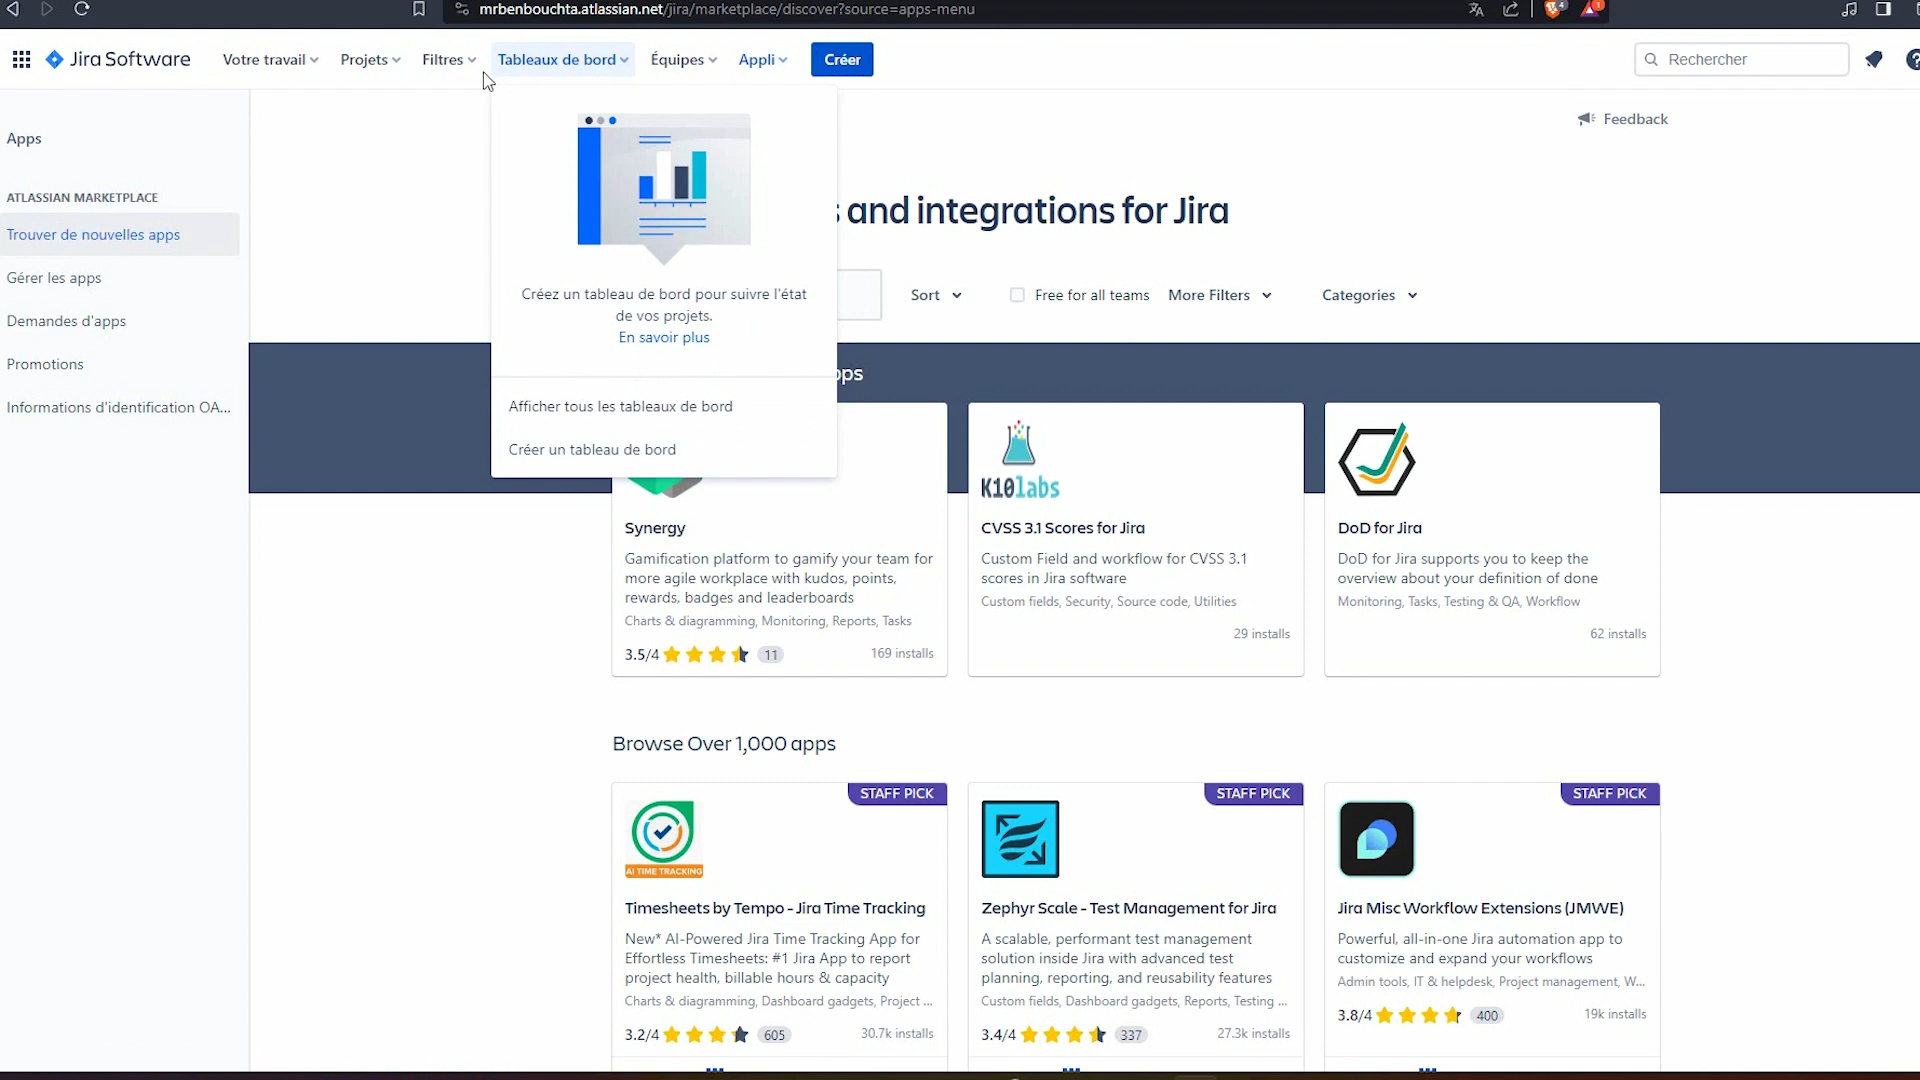 mrbenbouchta.atlassian.net/jira/marketplace/discover?source=apps-menu
4
1
Jira Software
Votre travail
Projets
Filtres
Tableaux de bord
Équipes
Appli
Créer
Rechercher
Apps
ATLASSIAN MARKETPLACE
Trouver de nouvelles apps
Gérer les apps
Demandes d'apps
Promotions
Informations d'identification OA...
Créez un tableau de bord pour suivre l'état
de vos projets.
En savoir plus
Afficher tous les tableaux de bord
Créer un tableau de bord
Feedback
and integrations for Jira
Sort
Free for all teams
More Filters
Categories
Synergy
Gamification platform to gamify your team for
more agile workplace with kudos, points,
rewards, badges and leaderboards
Charts & diagramming, Monitoring, Reports, Tasks
3.5/4
11
169 installs
K10labs
CVSS 3.1 Scores for Jira
Custom Field and workflow for CVSS 3.1
scores in Jira software
Custom fields, Security, Source code, Utilities
29 installs
DoD for Jira
DoD for Jira supports you to keep the
overview about your definition of done
Monitoring, Tasks, Testing & QA, Workflow
62 installs
Browse Over 1,000 apps
STAFF PICK
AI TIME TRACKING
Timesheets by Tempo - Jira Time Tracking
New* AI-Powered Jira Time Tracking App for
Effortless Timesheets: #1 Jira App to report
project health, billable hours & capacity
Charts & diagramming, Dashboard gadgets, Project ...
3.2/4
605
30.7k installs
STAFF PICK
Zephyr Scale - Test Management for Jira
A scalable, performant test management
solution inside Jira with advanced test
planning, reporting, and reusability features
Custom fields, Dashboard gadgets, Reports, Testing ...
3.4/4
337
27.3k installs
STAFF PICK
Jira Misc Workflow Extensions (JMWE)
Powerful, all-in-one Jira automation app to
customize and expand your workflows
Admin tools, IT & helpdesk, Project management, W...
3.8/4
400
19k installs